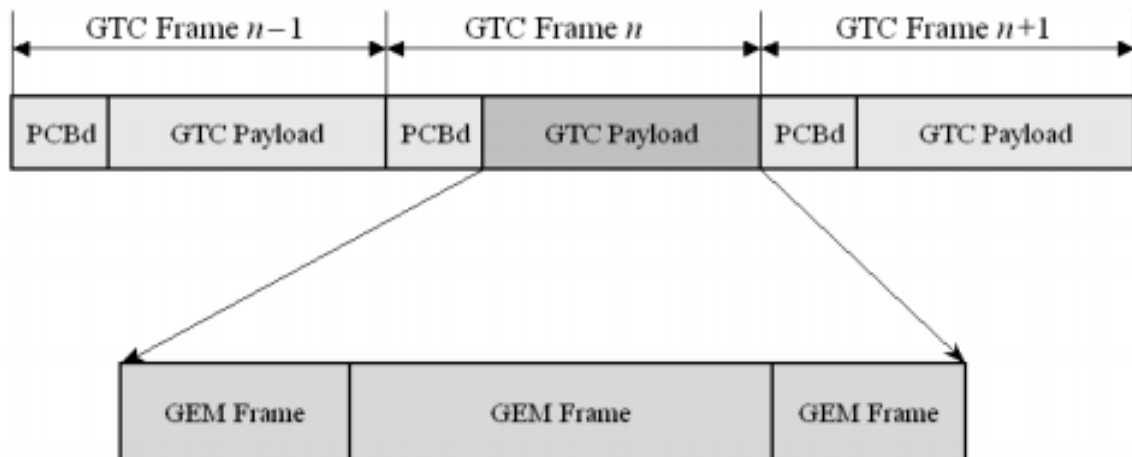 GTC Frame n−1 GTC Frame n GTC Frame n+1
PCBd GTC Payload PCBd GTC Payload PCBd GTC Payload
GEM Frame GEM Frame GEM Frame